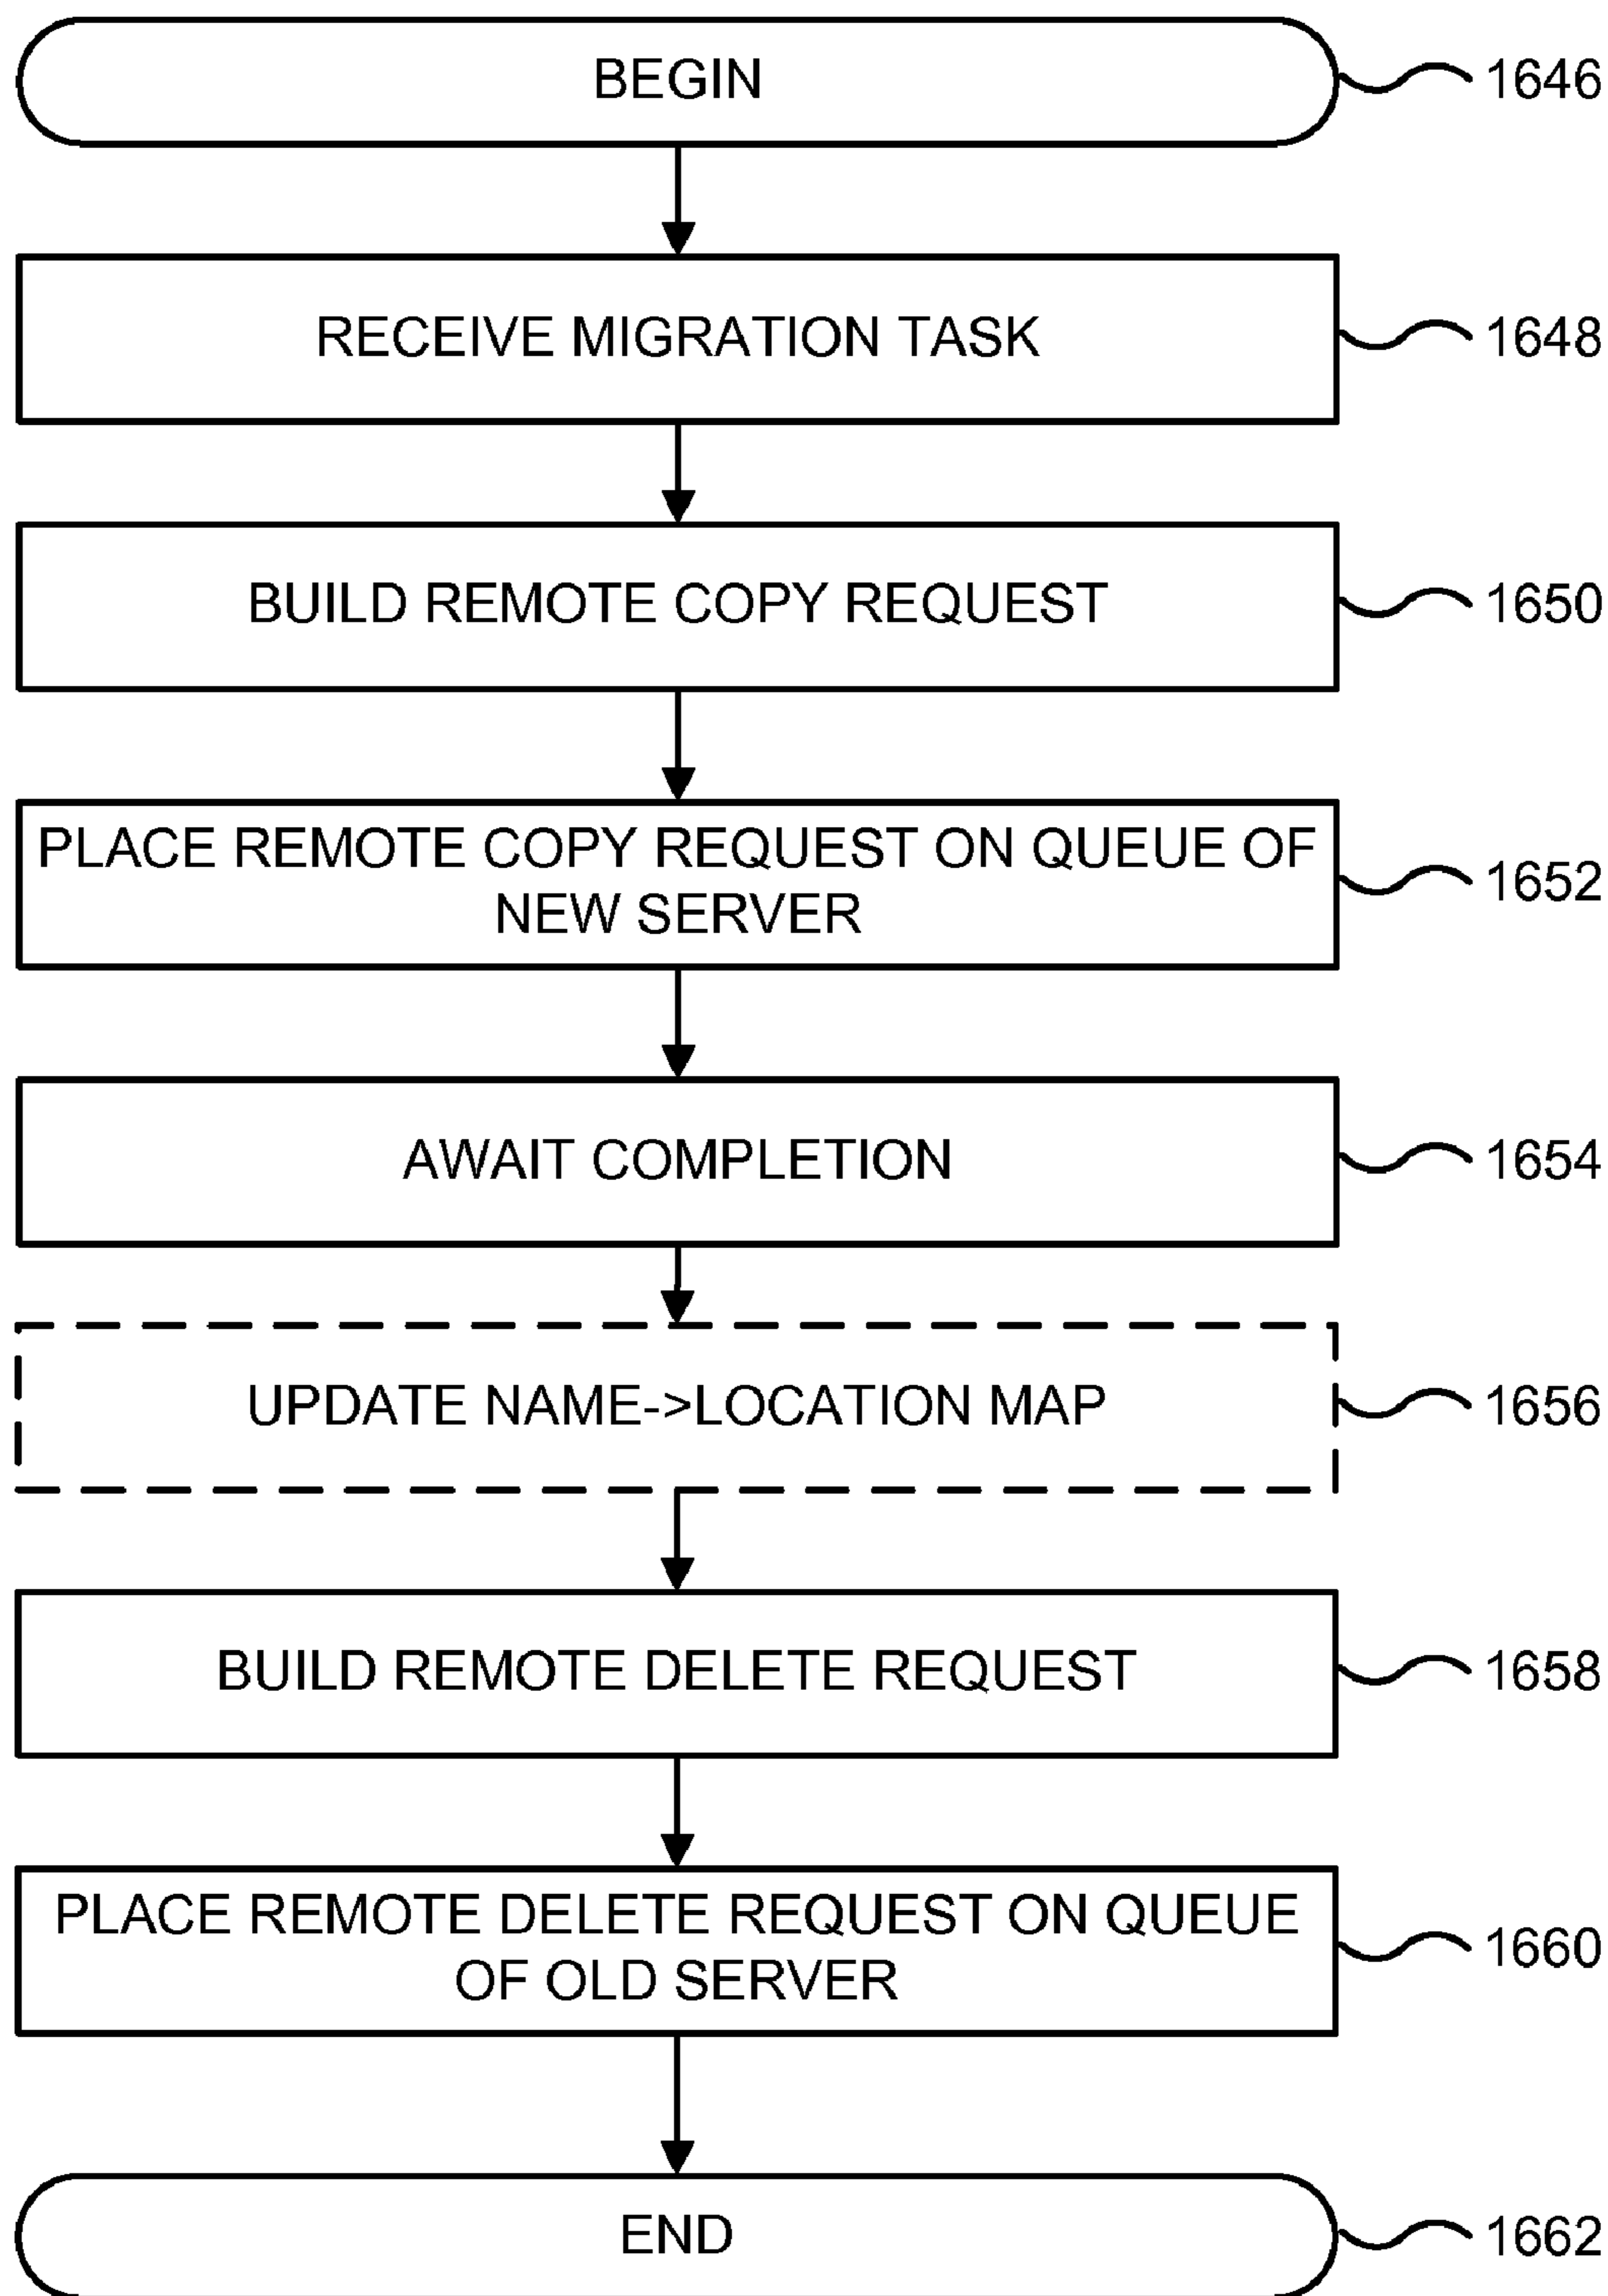 BEGIN
1646
RECEIVE MIGRATION TASK
1648
BUILD REMOTE COPY REQUEST
1650
PLACE REMOTE COPY REQUEST ON QUEUE OF
NEW SERVER
1652
AWAIT COMPLETION
1654
UPDATE NAME->LOCATION MAP
1656
BUILD REMOTE DELETE REQUEST
1658
PLACE REMOTE DELETE REQUEST ON QUEUE
OF OLD SERVER
1660
END
1662